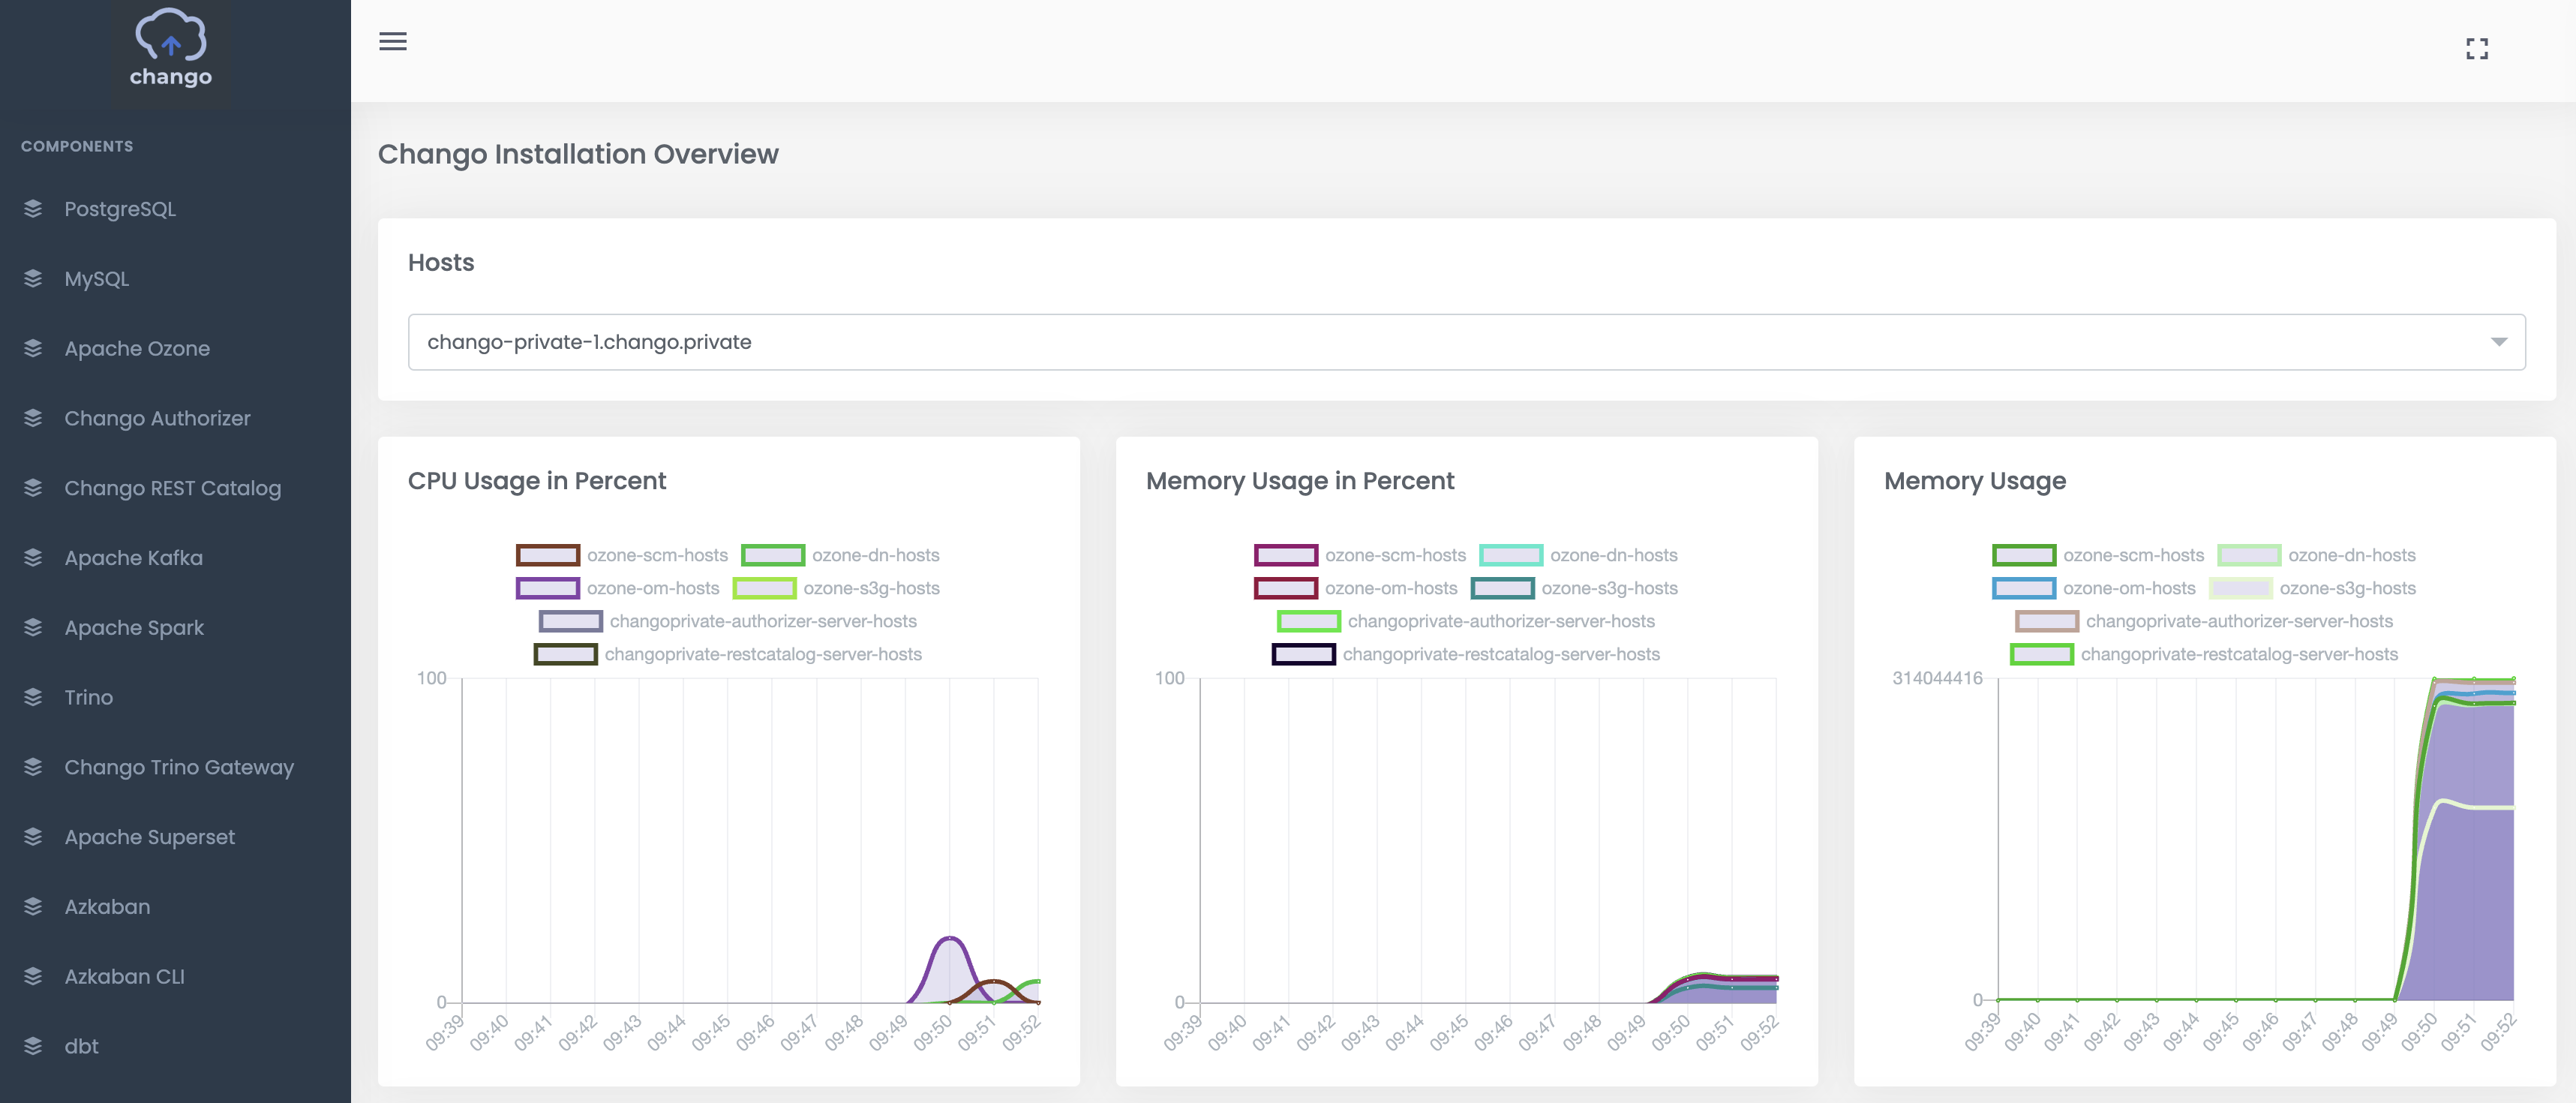 chango
COMPONENTS
PostgreSQL
MySQL
Apache Ozone
Chango Authorizer
Chango REST Catalog
Apache Kafka
Apache Spark
Trino
Chango Trino Gateway
Apache Superset
Azkaban
Azkaban CLI
dbt
Chango Installation Overview
Hosts
chango-private-1.chango.private
CPU Usage in Percent
ozone-scm-hosts ozone-dn-hosts
ozone-om-hosts ozone-s3g-hosts
changoprivate-authorizer-server-hosts
changoprivate-restcatalog-server-hosts
100
0
09:39 09:40 09:41 09:42 09:43 09:44 09:45 09:46 09:47 09:48 09:49 09:50 09:51 09:52
Memory Usage in Percent
ozone-scm-hosts ozone-dn-hosts
ozone-om-hosts ozone-s3g-hosts
changoprivate-authorizer-server-hosts
changoprivate-restcatalog-server-hosts
100
0
09:39 09:40 09:41 09:42 09:43 09:44 09:45 09:46 09:47 09:48 09:49 09:50 09:51 09:52
Memory Usage
ozone-scm-hosts ozone-dn-hosts
ozone-om-hosts ozone-s3g-hosts
changoprivate-authorizer-server-hosts
changoprivate-restcatalog-server-hosts
314044416
0
09:39 09:40 09:41 09:42 09:43 09:44 09:45 09:46 09:47 09:48 09:49 09:50 09:51 09:52